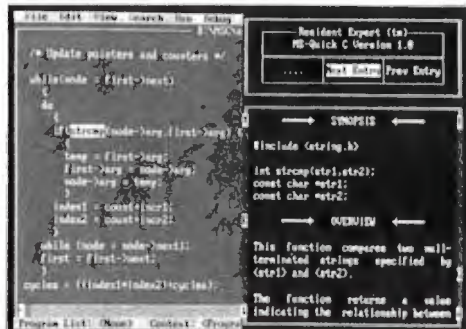 File Edit View Search Run Debug
/* Update pointers and counters */
while(node = first->next)
{
do
{
if(strcmp(node->arg,first->arg)
{
temp = first->arg;
first->arg = node->arg;
node->arg = temp;
}
index1 = count+incr1;
index2 = count+incr2;
}
while (node = node->next);
first = first->next;
}
cycles = ((index1*index2)*cycles);
Program List: (None) Context:
Resident Expert (tm)
MS-Quick C Version 1.0
.... Next Entry Prev Entry
SYNOPSIS
#include <string.h>
int strcmp(str1,str2);
const char *str1;
const char *str2;
OVERVIEW
This function compares two null-
terminated strings specified by
(str1) and (str2).
The function returns a value
indicating the relationship between